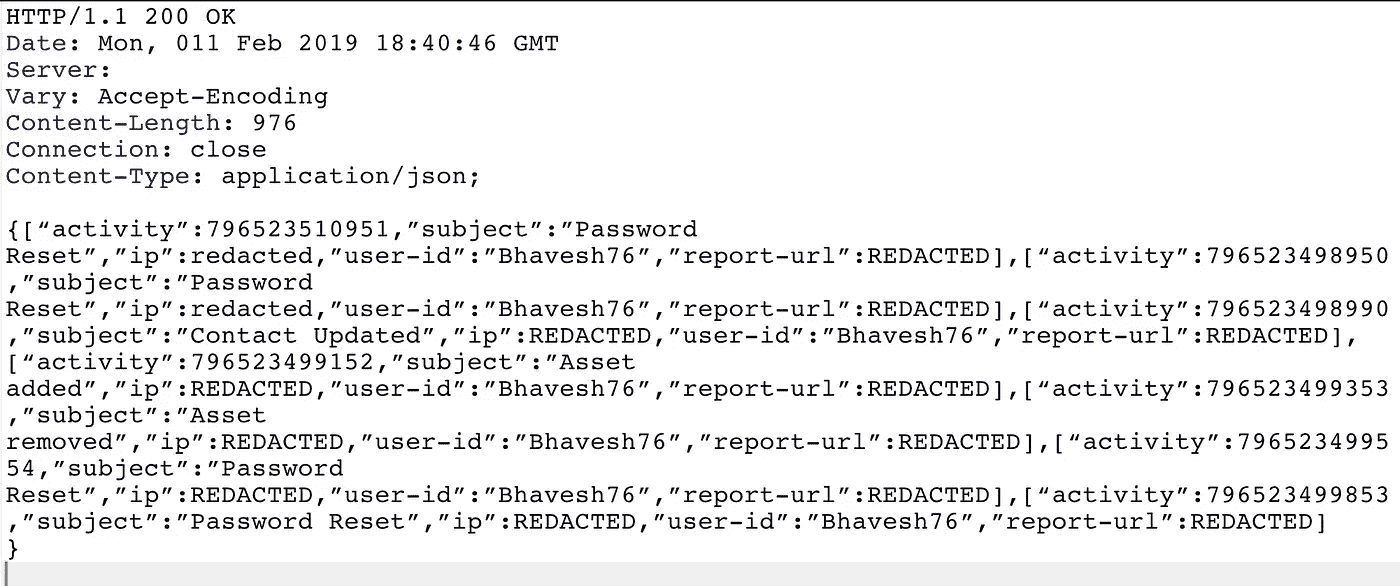 HTTP/1.1 200 OK
Date: Mon, 011 Feb 2019 18:40:46 GMT
Server:
Vary: Accept-Encoding
Content-Length: 976
Connection: close
Content-Type: application/json;
{[“activity”:796523510951,”subject”:”Password
Reset”,"ip”:redacted,”user-id”:”Bhavesh76”,”report-url”:REDACTED],[“activity”:796523498950
,”subject”:”Password
Reset”,"ip”:redacted,”user-id”:”Bhavesh76”,”report-url”:REDACTED],[“activity”:796523498990
,”subject”:”Contact Updated”,"ip”:REDACTED,”user-id”:”Bhavesh76”,”report-url”:REDACTED],
[“activity”:796523499152,”subject”:”Asset
added”,"ip”:REDACTED,”user-id”:”Bhavesh76”,”report-url”:REDACTED],[“activity”:796523499353
,”subject”:”Asset
removed”,"ip”:REDACTED,”user-id”:”Bhavesh76”,”report-url”:REDACTED],[“activity”:7965234995
54,”subject”:”Password
Reset”,"ip”:REDACTED,”user-id”:”Bhavesh76”,”report-url”:REDACTED],[“activity”:796523499853
,”subject”:”Password Reset”,"ip”:REDACTED,”user-id”:”Bhavesh76”,”report-url”:REDACTED]
}